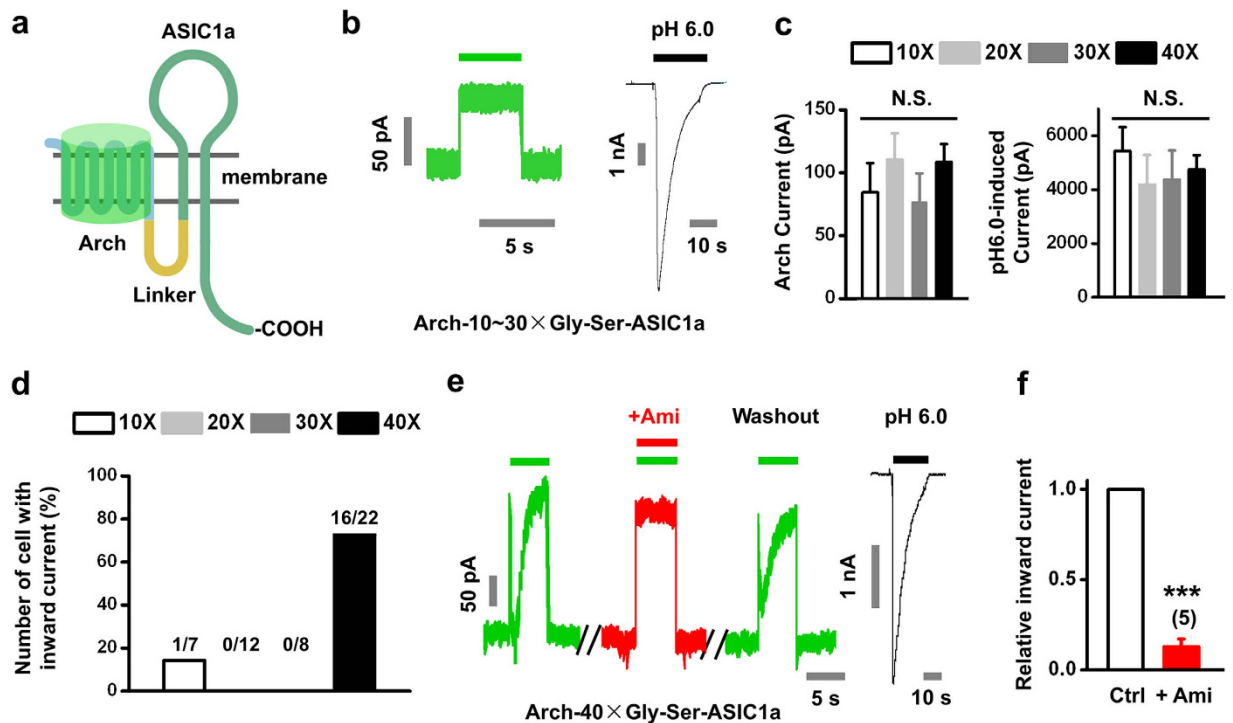 a
ASIC1a
membrane
Arch
Linker
-COOH
b
pH 6.0
50 pA
1 nA
5 s
10 s
Arch-10~30×Gly-Ser-ASIC1a
c
10X 20X 30X 40X
N.S.
Arch Current (pA)
150
100
50
0
N.S.
pH6.0-induced
Current (pA)
6000
4000
2000
0
d
10X 20X 30X 40X
Number of cell with
inward current (%)
100
80
60
40
20
0
1/7 0/12 0/8 16/22
e
+Ami Washout pH 6.0
50 pA
1 nA
5 s
10 s
Arch-40×Gly-Ser-ASIC1a
f
Relative inward current
1.0
0.5
0.0
***
(5)
Ctrl + Ami